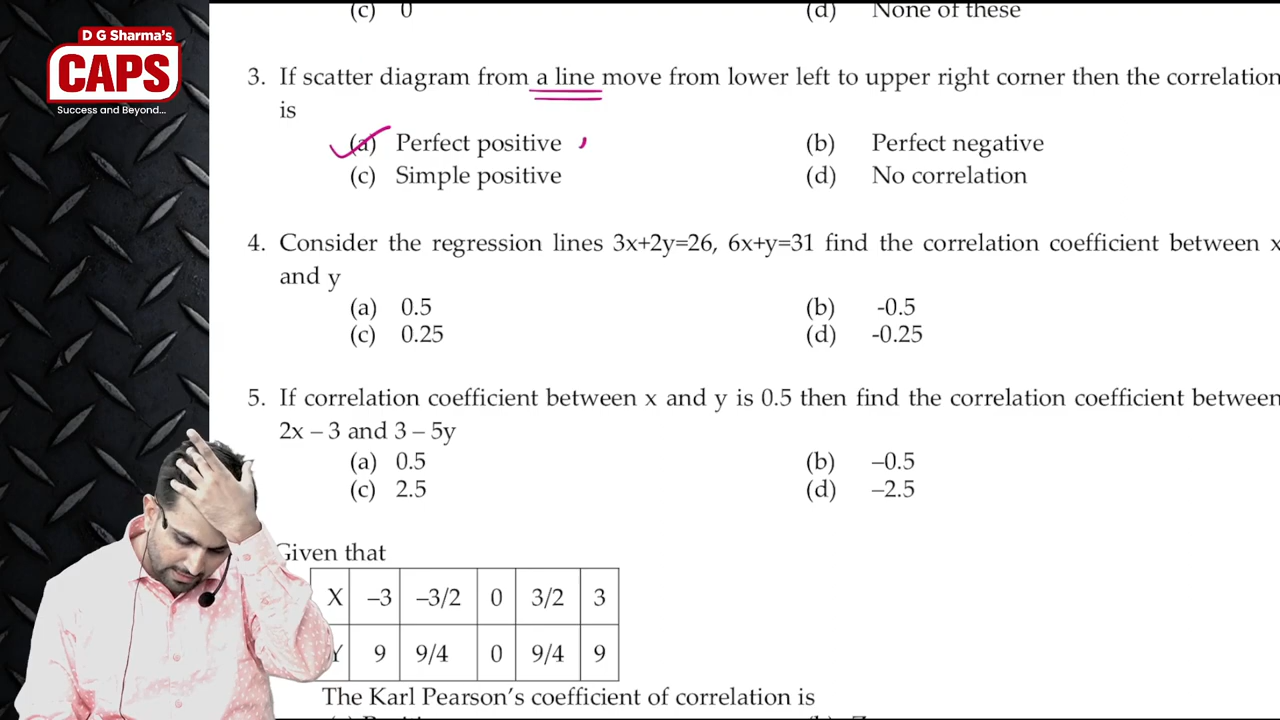 D G Sharma's
CAPS
Success and Beyond...
(c) 0 (d) None of these
3. If scatter diagram from a line move from lower left to upper right corner then the correlation
is
(a) Perfect positive (b) Perfect negative
(c) Simple positive (d) No correlation
4. Consider the regression lines 3x+2y=26, 6x+y=31 find the correlation coefficient between x
and y
(a) 0.5 (b) -0.5
(c) 0.25 (d) -0.25
5. If correlation coefficient between x and y is 0.5 then find the correlation coefficient between
2x – 3 and 3 – 5y
(a) 0.5 (b) –0.5
(c) 2.5 (d) –2.5
Given that
X –3 –3/2 0 3/2 3
Y 9 9/4 0 9/4 9
The Karl Pearson's coefficient of correlation is